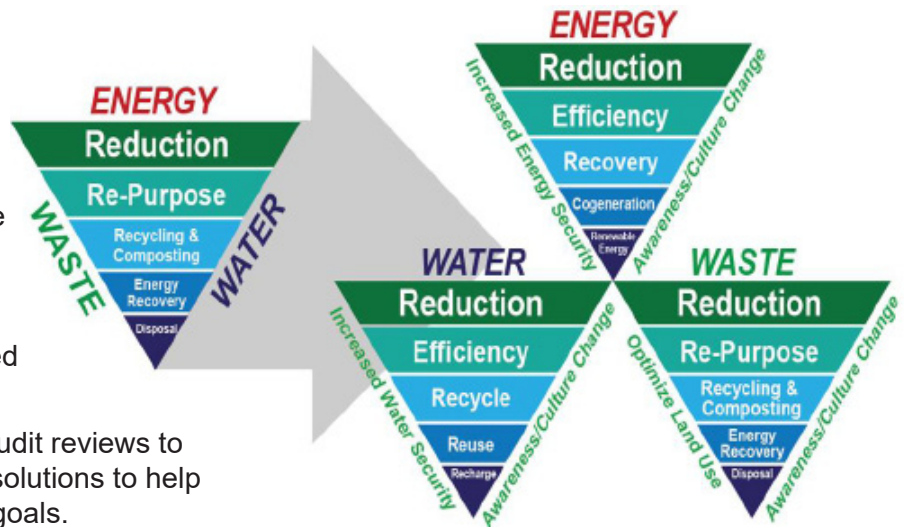 ENERGY
Reduction
Re-Purpose
Recycling &
Composting
Energy
Recovery
Disposal
WASTE
WATER
ENERGY
Reduction
Efficiency
Recovery
Cogeneration
Renewable
Energy
Increased Energy Security
Awareness/Culture Change
WATER
Reduction
Efficiency
Recycle
Reuse
Recharge
Increased Water Security
Awareness/Culture Change
WASTE
Reduction
Re-Purpose
Recycling &
Composting
Energy
Recovery
Disposal
Optimize Land Use
Awareness/Culture Change
e
ed
udit reviews to
solutions to help
goals.